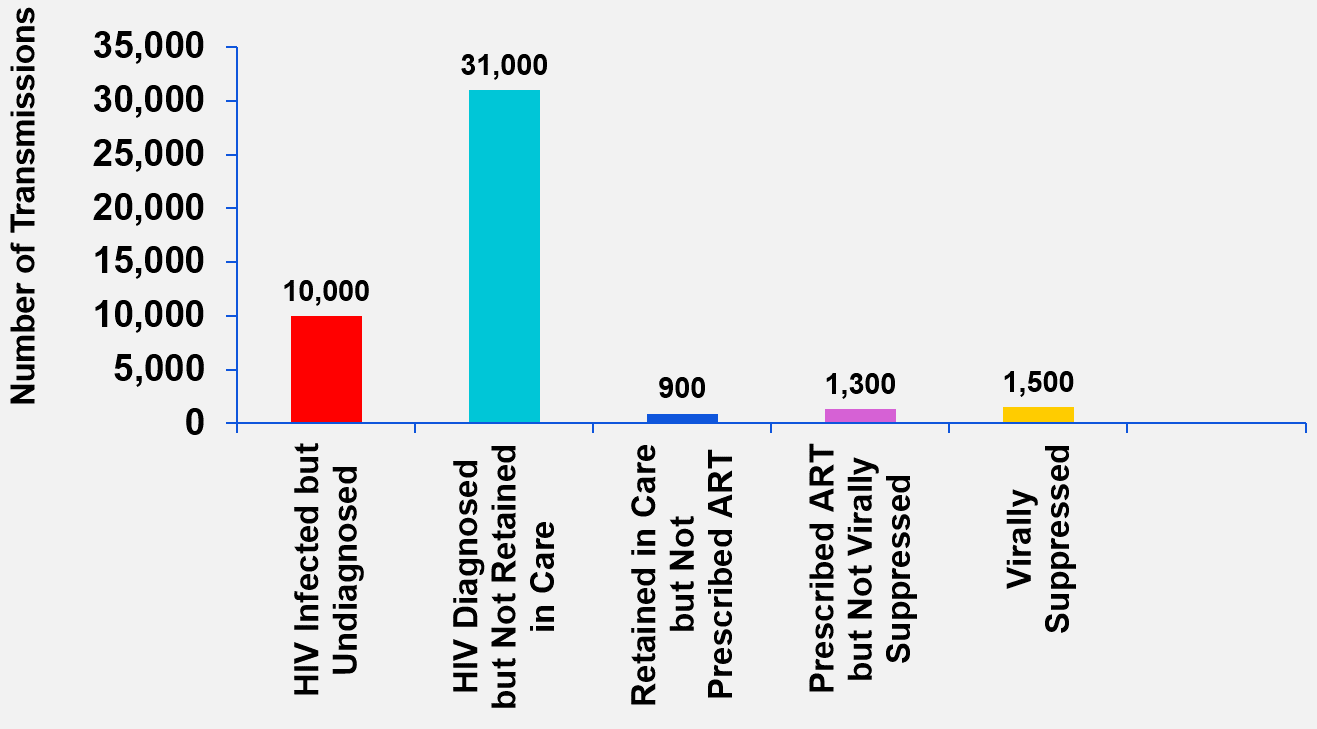 Number of Transmissions
35,000
30,000
25,000
20,000
15,000
10,000
5,000
0
10,000
31,000
900
1,300
1,500
HIV Infected but
Undiagnosed
HIV Diagnosed
but Not Retained
in Care
Retained in Care
but Not
Prescribed ART
Prescribed ART
but Not Virally
Suppressed
Virally
Suppressed